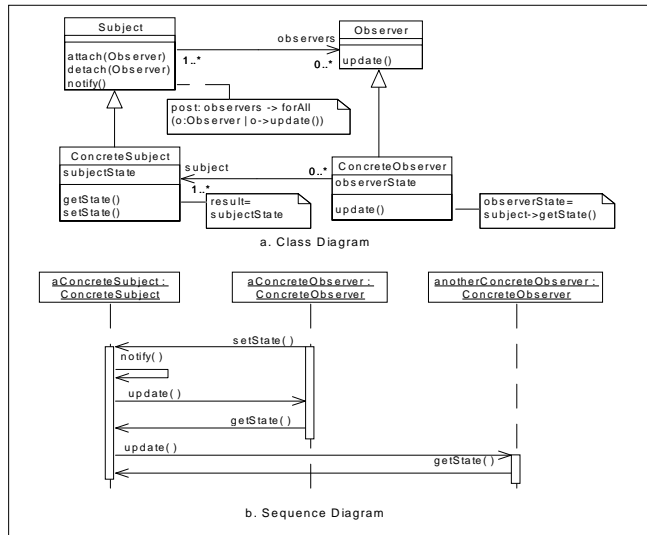 Subject
attach(Observer)
detach(Observer)
notify()
observers
1..*
0..*
Observer
update()
post: observers -> forAll
(o:Observer | o->update())
ConcreteSubject
subjectState
getState()
setState()
subject
1..*
0..*
result=
subjectState
ConcreteObserver
observerState
update()
observerState=
subject->getState()
a. Class Diagram
aConcreteSubject :
ConcreteSubject
aConcreteObserver :
ConcreteObserver
anotherConcreteObserver :
ConcreteObserver
setState()
notify()
update()
getState()
update()
getState()
b. Sequence Diagram